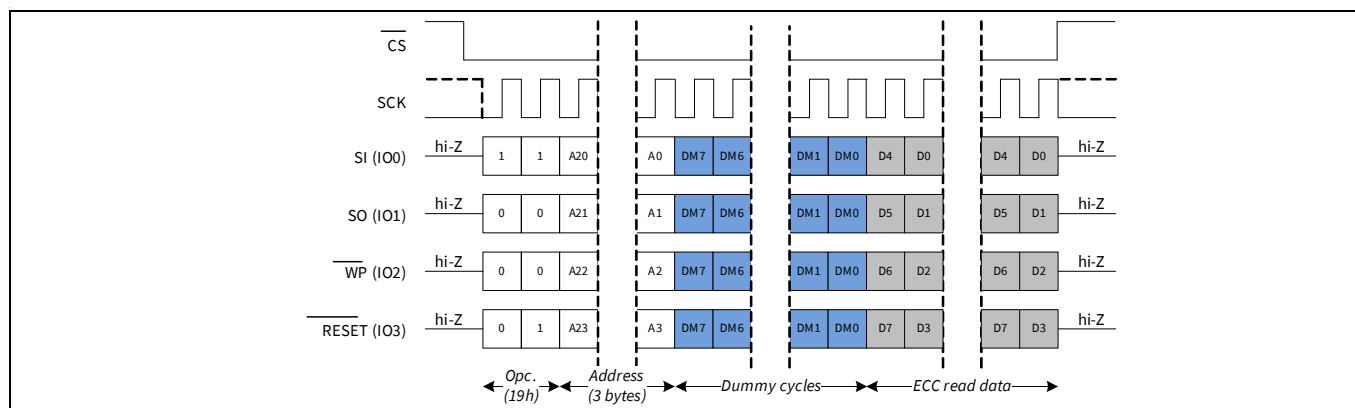 CS
SCK
SI (IO0) hi-Z 1 1 A20 A0 DM7 DM6 DM1 DM0 D4 D0 D4 D0 hi-Z
SO (IO1) hi-Z 0 0 A21 A1 DM7 DM6 DM1 DM0 D5 D1 D5 D1 hi-Z
WP (IO2) hi-Z 0 0 A22 A2 DM7 DM6 DM1 DM0 D6 D2 D6 D2 hi-Z
RESET (IO3) hi-Z 0 1 A23 A3 DM7 DM6 DM1 DM0 D7 D3 D7 D3 hi-Z
Opc. Address Dummy cycles ECC read data
(19h) (3 bytes)